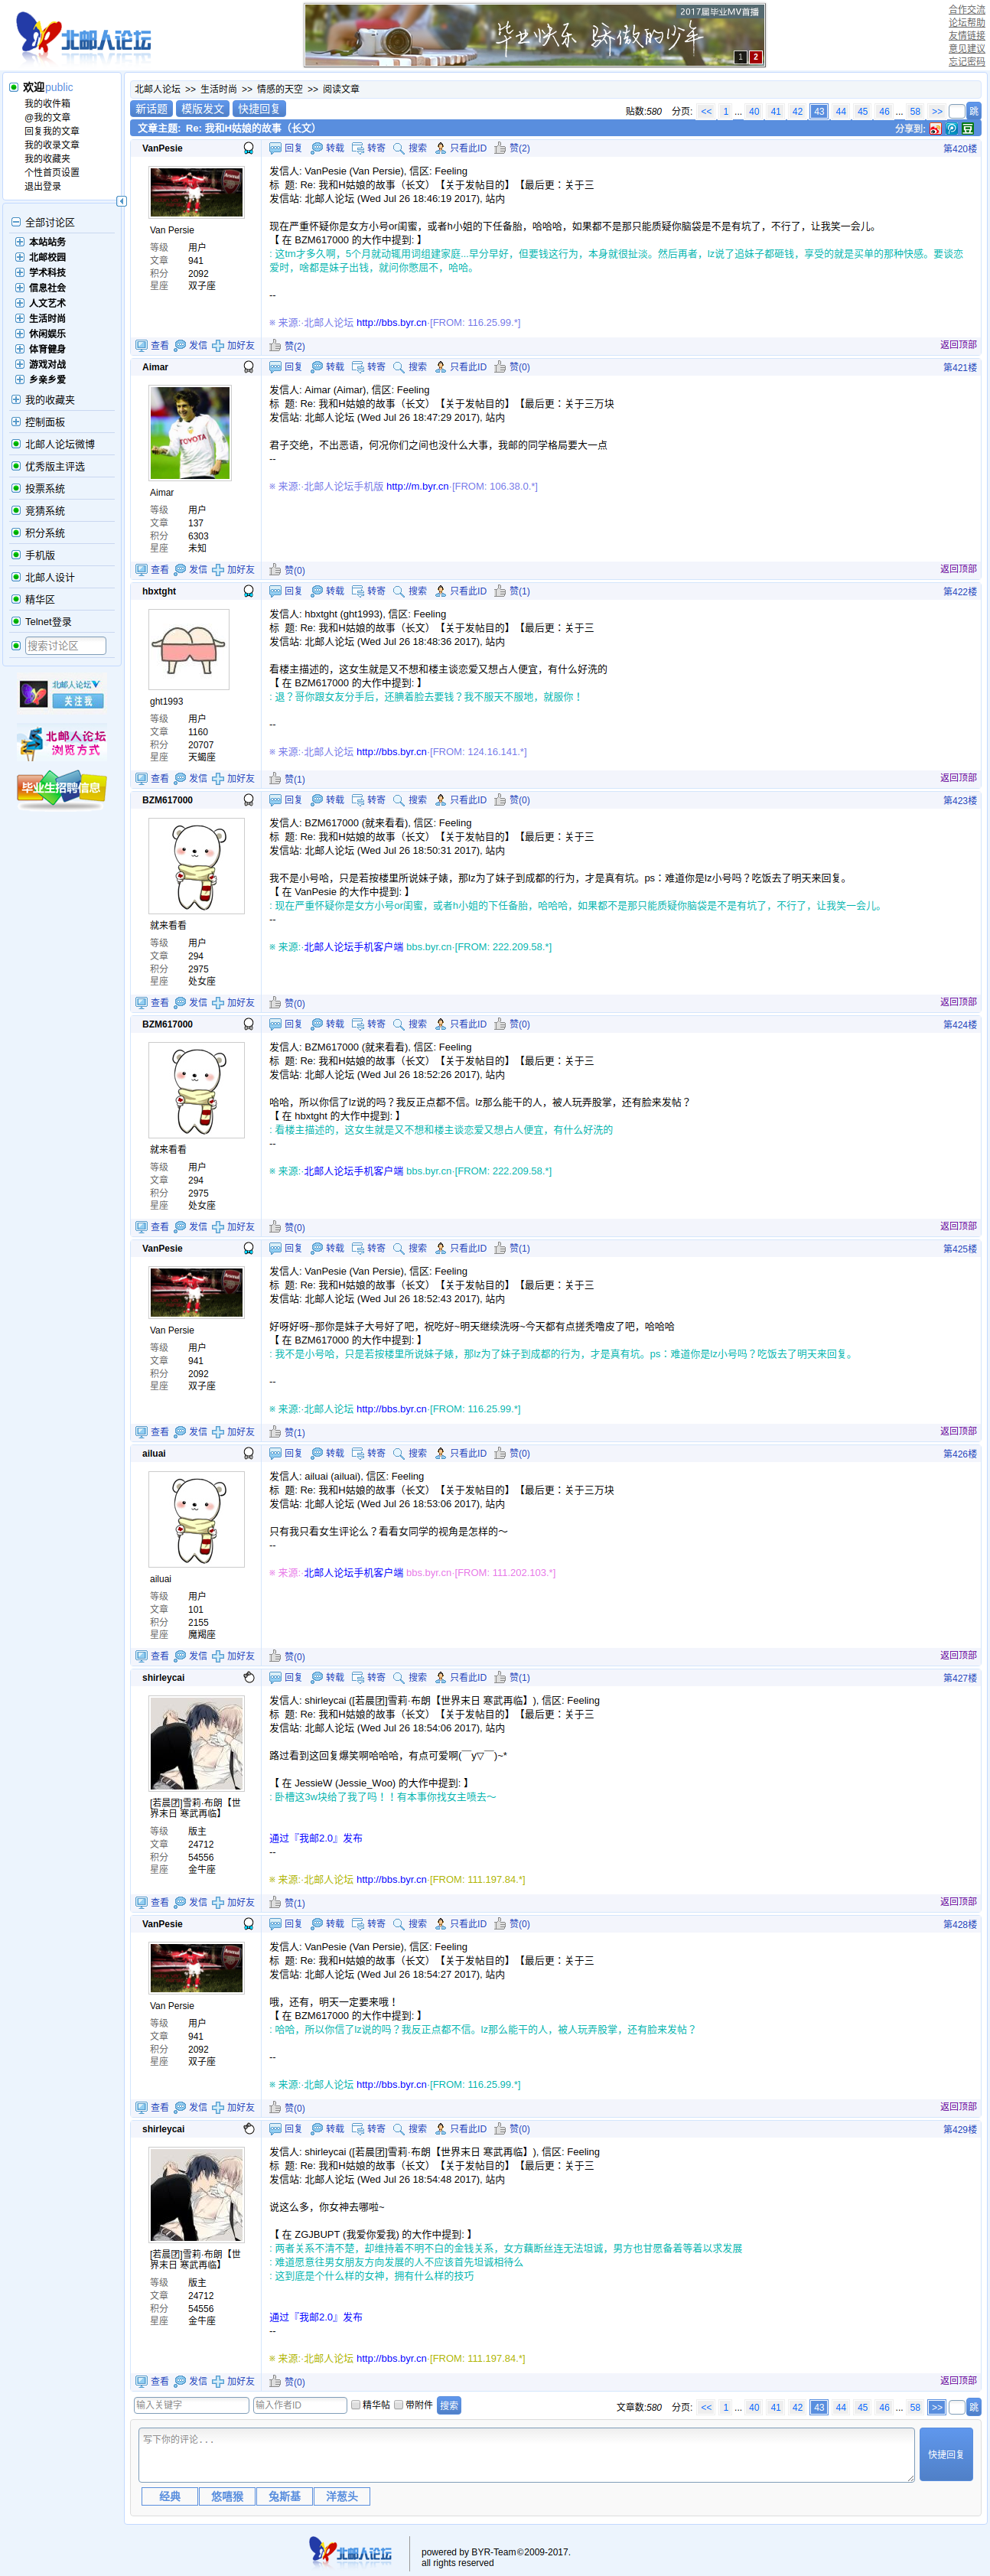 北邮人论坛
2017届毕业MV首播
毕业快乐 骄傲的少年
1 2
合作交流
论坛帮助
友情链接
意见建议
忘记密码
欢迎public
我的收件箱
@我的文章
回复我的文章
我的收录文章
我的收藏夹
个性首页设置
退出登录
全部讨论区
本站站务
北邮校园
学术科技
信息社会
人文艺术
生活时尚
休闲娱乐
体育健身
游戏对战
乡亲乡爱
我的收藏夹
控制面板
北邮人论坛微博
优秀版主评选
投票系统
竞猜系统
积分系统
手机版
北邮人设计
精华区
Telnet登录
搜索讨论区
北邮人论坛
关注我
北邮人论坛
浏览方式
毕业生招聘信息
北邮人论坛 >> 生活时尚 >> 情感的天空 >> 阅读文章
新话题 模版发文 快捷回复
贴数:580 分页: << 1 ... 40 41 42 43 44 45 46 ... 58 >> 跳
文章主题: Re: 我和H姑娘的故事（长文）
分享到:
豆
VanPesie
回复 转载 转寄 搜索 只看此ID 赞(2) 第420楼
Van Persie
等级 用户
文章 941
积分 2092
星座 双子座
发信人: VanPesie (Van Persie), 信区: Feeling
标 题: Re: 我和H姑娘的故事（长文）【关于发帖目的】【最后更：关于三
发信站: 北邮人论坛 (Wed Jul 26 18:46:19 2017), 站内
现在严重怀疑你是女方小号or闺蜜，或者h小姐的下任备胎，哈哈哈，如果都不是那只能质疑你脑袋是不是有坑了，不行了，让我笑一会儿。
【 在 BZM617000 的大作中提到: 】
: 这tm才多久啊，5个月就动辄用词组建家庭...早分早好，但要钱这行为，本身就很扯淡。然后再者，lz说了追妹子都砸钱，享受的就是买单的那种快感。要谈恋爱时，啥都是妹子出钱，就问你憋屈不，哈哈。
--
※ 来源:·北邮人论坛 http://bbs.byr.cn·[FROM: 116.25.99.*]
查看 发信 加好友 赞(2) 返回顶部
Aimar
回复 转载 转寄 搜索 只看此ID 赞(0) 第421楼
Aimar
等级 用户
文章 137
积分 6303
星座 未知
发信人: Aimar (Aimar), 信区: Feeling
标 题: Re: 我和H姑娘的故事（长文）【关于发帖目的】【最后更：关于三万块
发信站: 北邮人论坛 (Wed Jul 26 18:47:29 2017), 站内
君子交绝，不出恶语，何况你们之间也没什么大事，我邮的同学格局要大一点
--
※ 来源:·北邮人论坛手机版 http://m.byr.cn·[FROM: 106.38.0.*]
查看 发信 加好友 赞(0) 返回顶部
hbxtght
回复 转载 转寄 搜索 只看此ID 赞(1) 第422楼
ght1993
等级 用户
文章 1160
积分 20707
星座 天蝎座
发信人: hbxtght (ght1993), 信区: Feeling
标 题: Re: 我和H姑娘的故事（长文）【关于发帖目的】【最后更：关于三
发信站: 北邮人论坛 (Wed Jul 26 18:48:36 2017), 站内
看楼主描述的，这女生就是又不想和楼主谈恋爱又想占人便宜，有什么好洗的
【 在 BZM617000 的大作中提到: 】
: 退？哥你跟女友分手后，还腆着脸去要钱？我不服天不服地，就服你！
--
※ 来源:·北邮人论坛 http://bbs.byr.cn·[FROM: 124.16.141.*]
查看 发信 加好友 赞(1) 返回顶部
BZM617000
回复 转载 转寄 搜索 只看此ID 赞(0) 第423楼
就来看看
等级 用户
文章 294
积分 2975
星座 处女座
发信人: BZM617000 (就来看看), 信区: Feeling
标 题: Re: 我和H姑娘的故事（长文）【关于发帖目的】【最后更：关于三
发信站: 北邮人论坛 (Wed Jul 26 18:50:31 2017), 站内
我不是小号哈，只是若按楼里所说妹子婊，那lz为了妹子到成都的行为，才是真有坑。ps：难道你是lz小号吗？吃饭去了明天来回复。
【 在 VanPesie 的大作中提到: 】
: 现在严重怀疑你是女方小号or闺蜜，或者h小姐的下任备胎，哈哈哈，如果都不是那只能质疑你脑袋是不是有坑了，不行了，让我笑一会儿。
--
※ 来源:·北邮人论坛手机客户端 bbs.byr.cn·[FROM: 222.209.58.*]
查看 发信 加好友 赞(0) 返回顶部
BZM617000
回复 转载 转寄 搜索 只看此ID 赞(0) 第424楼
就来看看
等级 用户
文章 294
积分 2975
星座 处女座
发信人: BZM617000 (就来看看), 信区: Feeling
标 题: Re: 我和H姑娘的故事（长文）【关于发帖目的】【最后更：关于三
发信站: 北邮人论坛 (Wed Jul 26 18:52:26 2017), 站内
哈哈，所以你信了lz说的吗？我反正点都不信。lz那么能干的人，被人玩弄股掌，还有脸来发帖？
【 在 hbxtght 的大作中提到: 】
: 看楼主描述的，这女生就是又不想和楼主谈恋爱又想占人便宜，有什么好洗的
--
※ 来源:·北邮人论坛手机客户端 bbs.byr.cn·[FROM: 222.209.58.*]
查看 发信 加好友 赞(0) 返回顶部
VanPesie
回复 转载 转寄 搜索 只看此ID 赞(1) 第425楼
Van Persie
等级 用户
文章 941
积分 2092
星座 双子座
发信人: VanPesie (Van Persie), 信区: Feeling
标 题: Re: 我和H姑娘的故事（长文）【关于发帖目的】【最后更：关于三
发信站: 北邮人论坛 (Wed Jul 26 18:52:43 2017), 站内
好呀好呀~那你是妹子大号好了吧，祝吃好~明天继续洗呀~今天都有点搓秃噜皮了吧，哈哈哈
【 在 BZM617000 的大作中提到: 】
: 我不是小号哈，只是若按楼里所说妹子婊，那lz为了妹子到成都的行为，才是真有坑。ps：难道你是lz小号吗？吃饭去了明天来回复。
--
※ 来源:·北邮人论坛 http://bbs.byr.cn·[FROM: 116.25.99.*]
查看 发信 加好友 赞(1) 返回顶部
ailuai
回复 转载 转寄 搜索 只看此ID 赞(0) 第426楼
ailuai
等级 用户
文章 101
积分 2155
星座 魔羯座
发信人: ailuai (ailuai), 信区: Feeling
标 题: Re: 我和H姑娘的故事（长文）【关于发帖目的】【最后更：关于三万块
发信站: 北邮人论坛 (Wed Jul 26 18:53:06 2017), 站内
只有我只看女生评论么？看看女同学的视角是怎样的～
--
※ 来源:·北邮人论坛手机客户端 bbs.byr.cn·[FROM: 111.202.103.*]
查看 发信 加好友 赞(0) 返回顶部
shirleycai
回复 转载 转寄 搜索 只看此ID 赞(1) 第427楼
[若晨团]雪莉·布朗【世界末日 寒武再临】
等级 版主
文章 24712
积分 54556
星座 金牛座
发信人: shirleycai ([若晨团]雪莉·布朗【世界末日 寒武再临】), 信区: Feeling
标 题: Re: 我和H姑娘的故事（长文）【关于发帖目的】【最后更：关于三
发信站: 北邮人论坛 (Wed Jul 26 18:54:06 2017), 站内
路过看到这回复爆笑啊哈哈哈，有点可爱啊(￣y▽￣)~*
【 在 JessieW (Jessie_Woo) 的大作中提到: 】
: 卧槽这3w块给了我了吗！！有本事你找女主喷去～
通过『我邮2.0』发布
--
※ 来源:·北邮人论坛 http://bbs.byr.cn·[FROM: 111.197.84.*]
查看 发信 加好友 赞(1) 返回顶部
VanPesie
回复 转载 转寄 搜索 只看此ID 赞(0) 第428楼
Van Persie
等级 用户
文章 941
积分 2092
星座 双子座
发信人: VanPesie (Van Persie), 信区: Feeling
标 题: Re: 我和H姑娘的故事（长文）【关于发帖目的】【最后更：关于三
发信站: 北邮人论坛 (Wed Jul 26 18:54:27 2017), 站内
哦，还有，明天一定要来哦！
【 在 BZM617000 的大作中提到: 】
: 哈哈，所以你信了lz说的吗？我反正点都不信。lz那么能干的人，被人玩弄股掌，还有脸来发帖？
--
※ 来源:·北邮人论坛 http://bbs.byr.cn·[FROM: 116.25.99.*]
查看 发信 加好友 赞(0) 返回顶部
shirleycai
回复 转载 转寄 搜索 只看此ID 赞(0) 第429楼
[若晨团]雪莉·布朗【世界末日 寒武再临】
等级 版主
文章 24712
积分 54556
星座 金牛座
发信人: shirleycai ([若晨团]雪莉·布朗【世界末日 寒武再临】), 信区: Feeling
标 题: Re: 我和H姑娘的故事（长文）【关于发帖目的】【最后更：关于三
发信站: 北邮人论坛 (Wed Jul 26 18:54:48 2017), 站内
说这么多，你女神去哪啦~
【 在 ZGJBUPT (我爱你爱我) 的大作中提到: 】
: 两者关系不清不楚，却维持着不明不白的金钱关系，女方藕断丝连无法坦诚，男方也甘愿备着等着以求发展
: 难道愿意往男女朋友方向发展的人不应该首先坦诚相待么
: 这到底是个什么样的女神，拥有什么样的技巧
通过『我邮2.0』发布
--
※ 来源:·北邮人论坛 http://bbs.byr.cn·[FROM: 111.197.84.*]
查看 发信 加好友 赞(0) 返回顶部
输入关键字 输入作者ID 精华帖 带附件 搜索
文章数:580 分页: << 1 ... 40 41 42 43 44 45 46 ... 58 >> 跳
写下你的评论...
快捷回复
经典 悠嘻猴 兔斯基 洋葱头
北邮人论坛
powered by BYR-Team©2009-2017.
all rights reserved